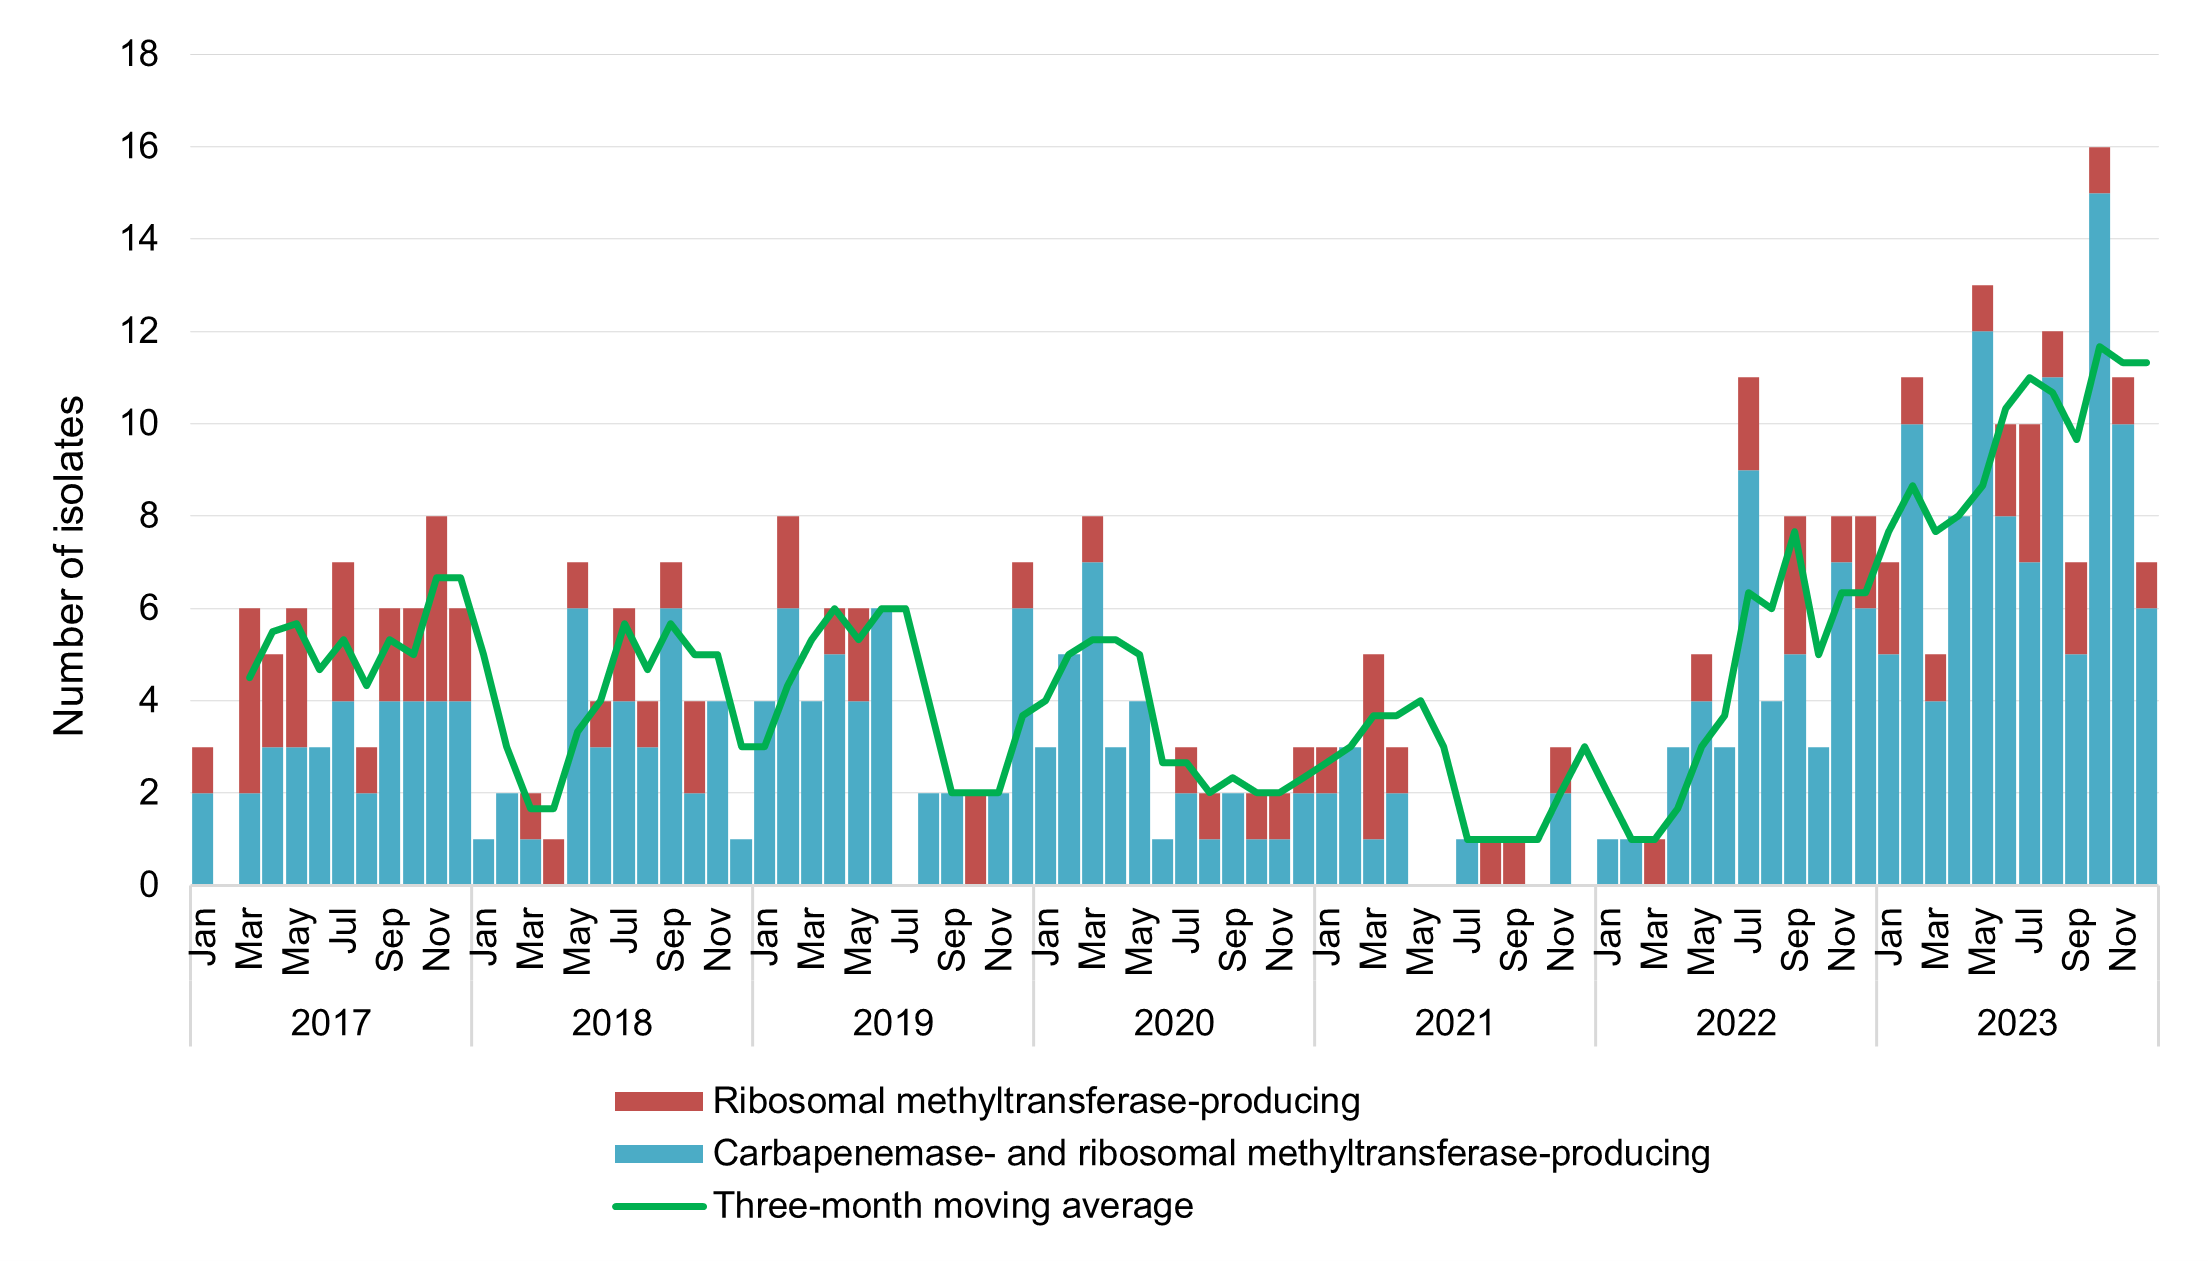 18
16
14
12
10
8
6
4
2
0
Number of isolates
Jan Mar May Jul Sep Nov Jan Mar May Jul Sep Nov Jan Mar May Jul Sep Nov Jan Mar May Jul Sep Nov Jan Mar May Jul Sep Nov Jan Mar May Jul Sep Nov Jan Mar May Jul Sep Nov
2017 2018 2019 2020 2021 2022 2023
Ribosomal methyltransferase-producing
Carbapenemase- and ribosomal methyltransferase-producing
Three-month moving average